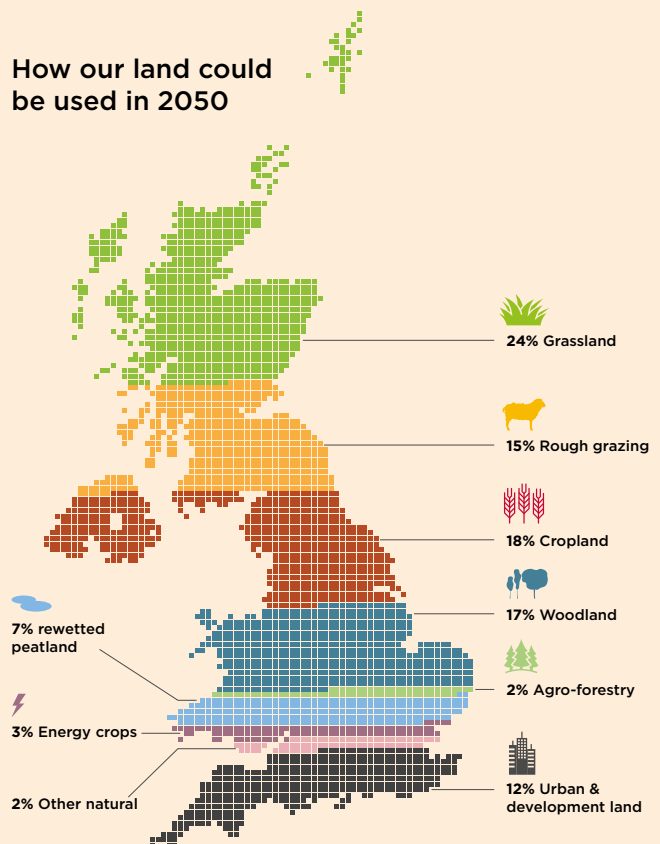 How our land could
be used in 2050
24% Grassland
15% Rough grazing
18% Cropland
17% Woodland
7% rewetted
peatland
2% Agro-forestry
3% Energy crops
2% Other natural
12% Urban &
development land